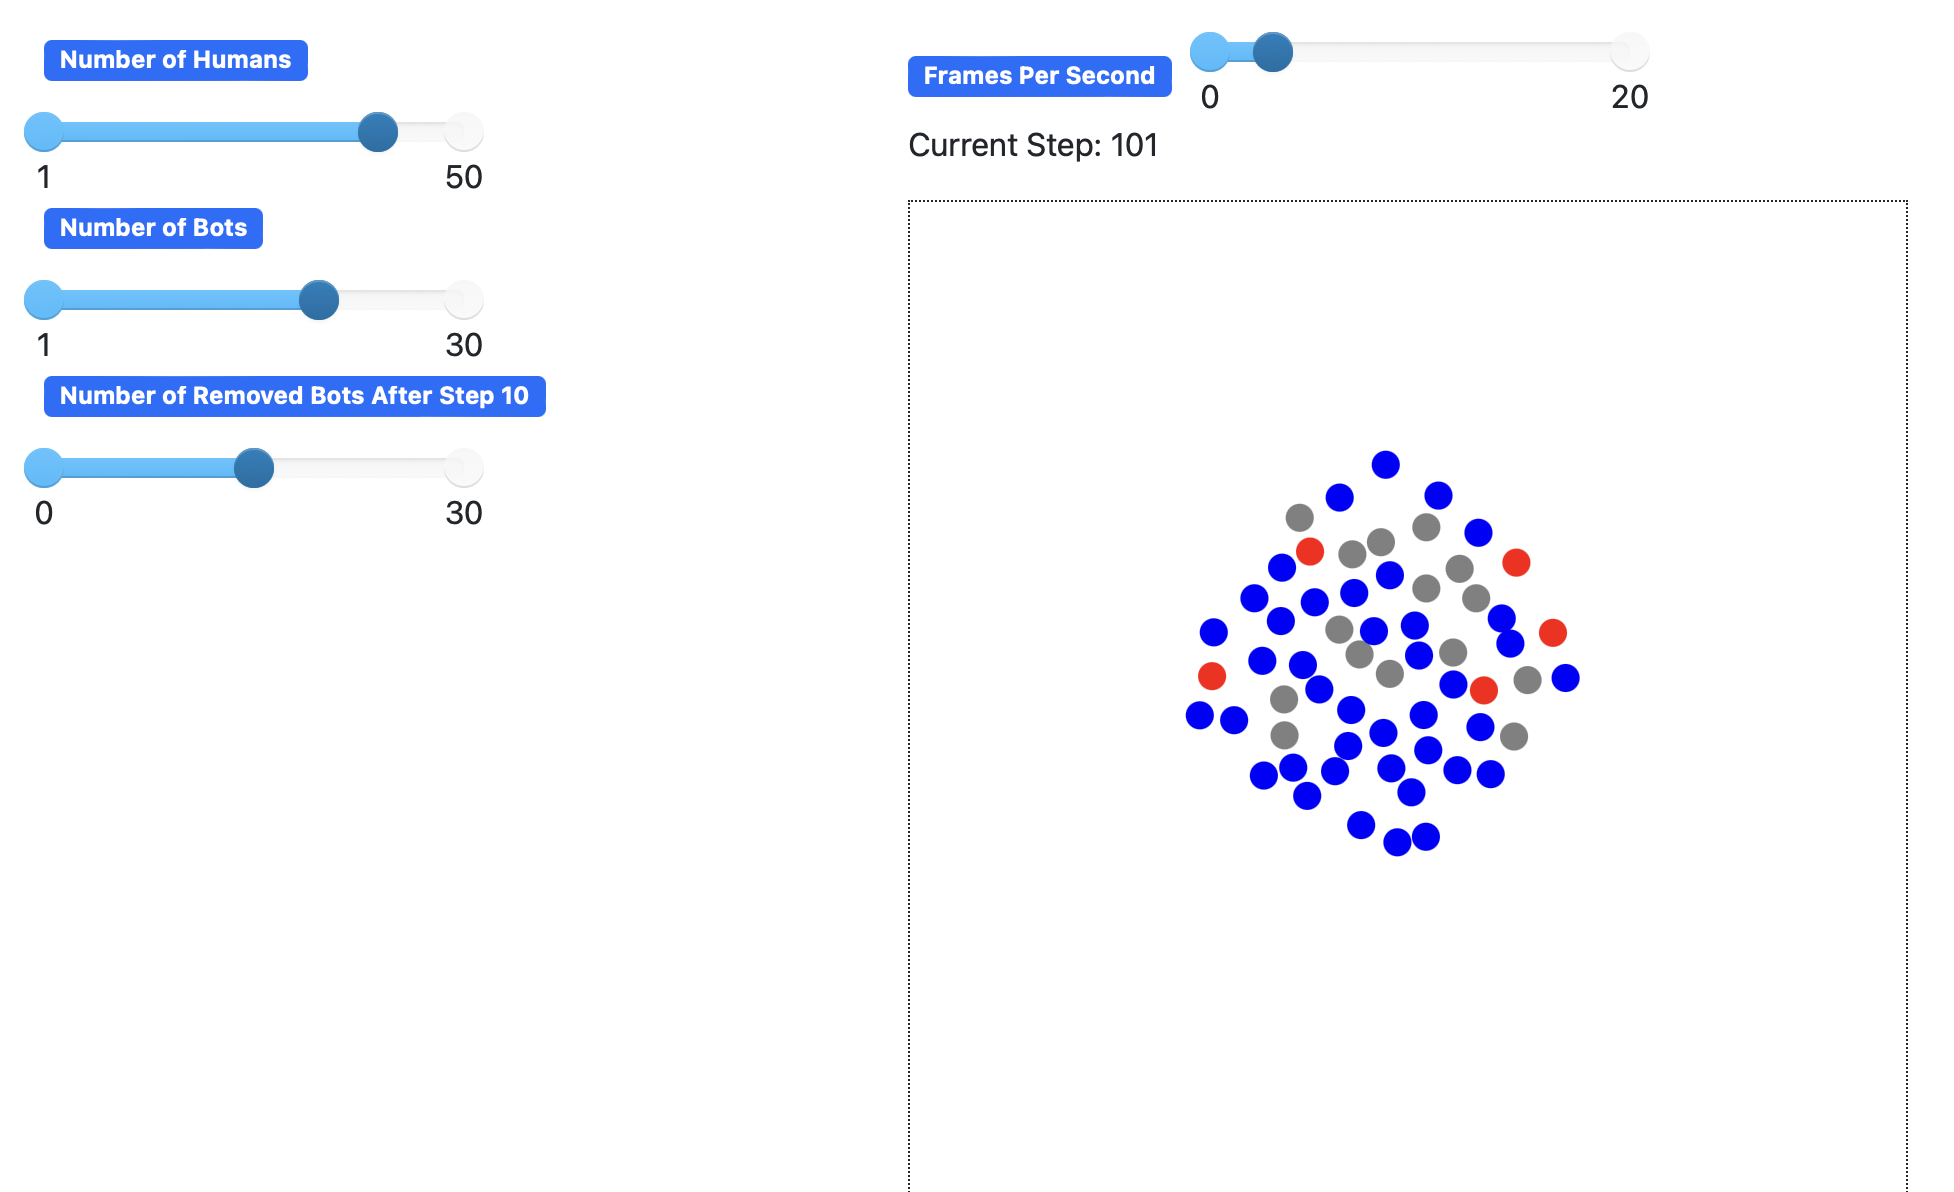 Number of Humans
1 50
Number of Bots
1 30
Number of Removed Bots After Step 10
0 30
Frames Per Second
0 20
Current Step: 101